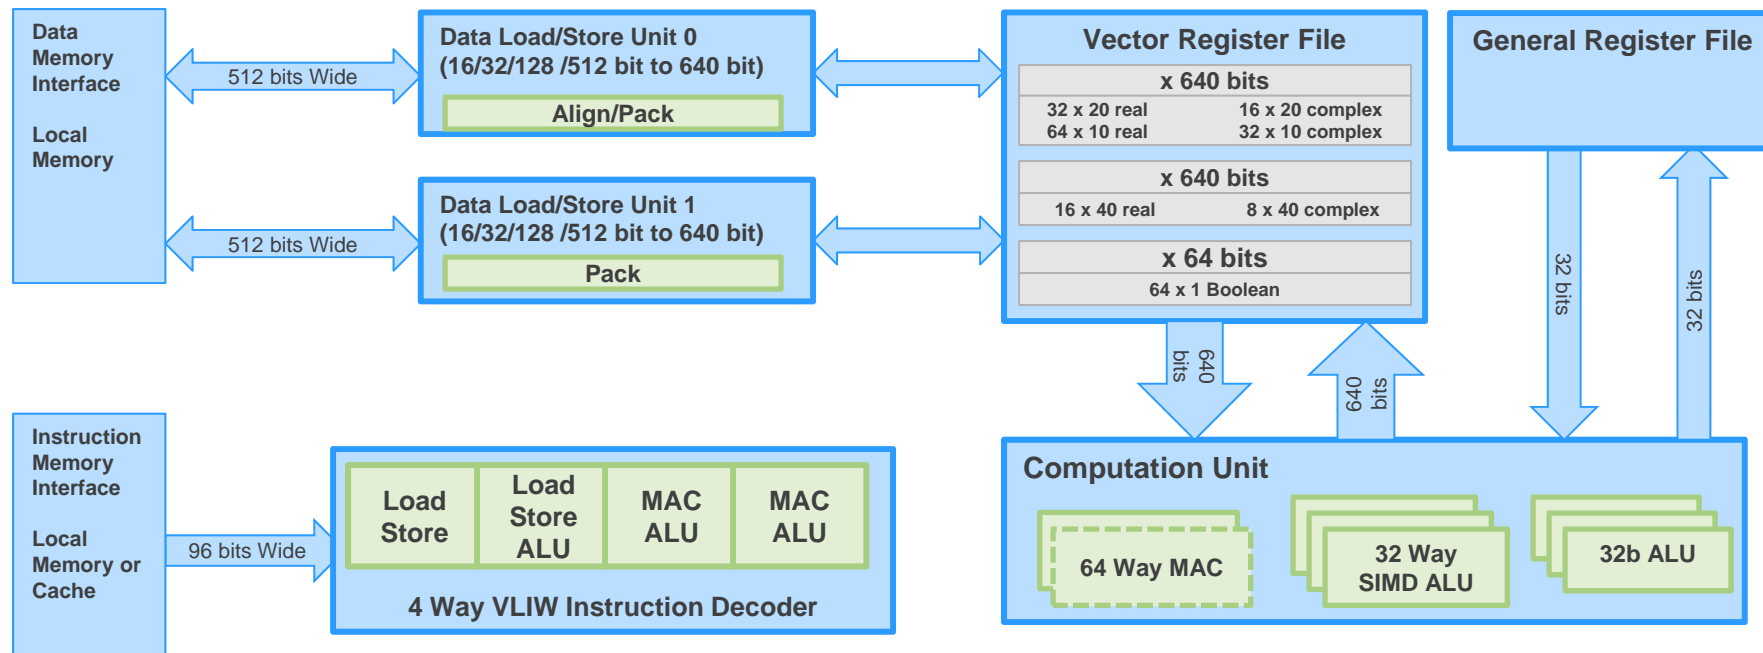 Data
Memory
Interface
Local
Memory
512 bits Wide
512 bits Wide
Data Load/Store Unit 0
(16/32/128 /512 bit to 640 bit)
Align/Pack
Data Load/Store Unit 1
(16/32/128 /512 bit to 640 bit)
Pack
Vector Register File
x 640 bits
32 x 20 real 16 x 20 complex
64 x 10 real 32 x 10 complex
x 640 bits
16 x 40 real 8 x 40 complex
x 64 bits
64 x 1 Boolean
General Register File
640
bits
640
bits
32 bits
32 bits
Instruction
Memory
Interface
Local
Memory or
Cache
96 bits Wide
Load
Store
Load
Store
ALU
MAC
ALU
MAC
ALU
4 Way VLIW Instruction Decoder
Computation Unit
64 Way MAC
32 Way
SIMD ALU
32b ALU